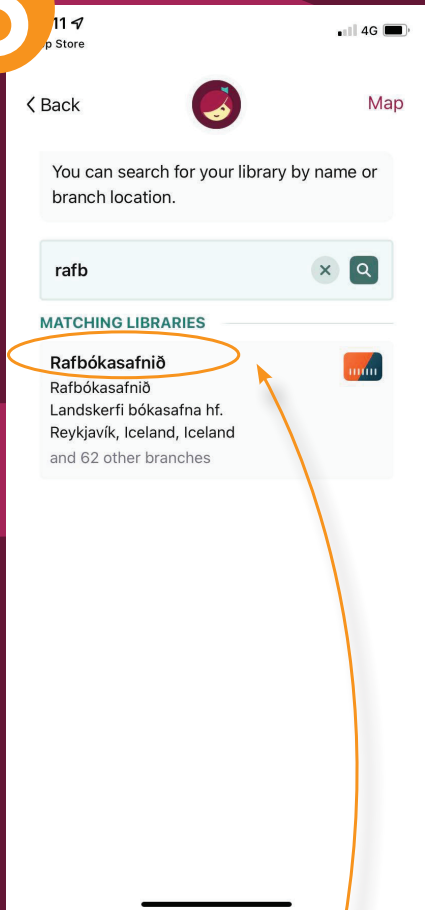 11
p Store
4G
Back
Map
You can search for your library by name or
branch location.
rafb
MATCHING LIBRARIES
Rafbókasafnið
Rafbókasafnið
Landskerfi bókasafna hf.
Reykjavík, Iceland, Iceland
and 62 other branches